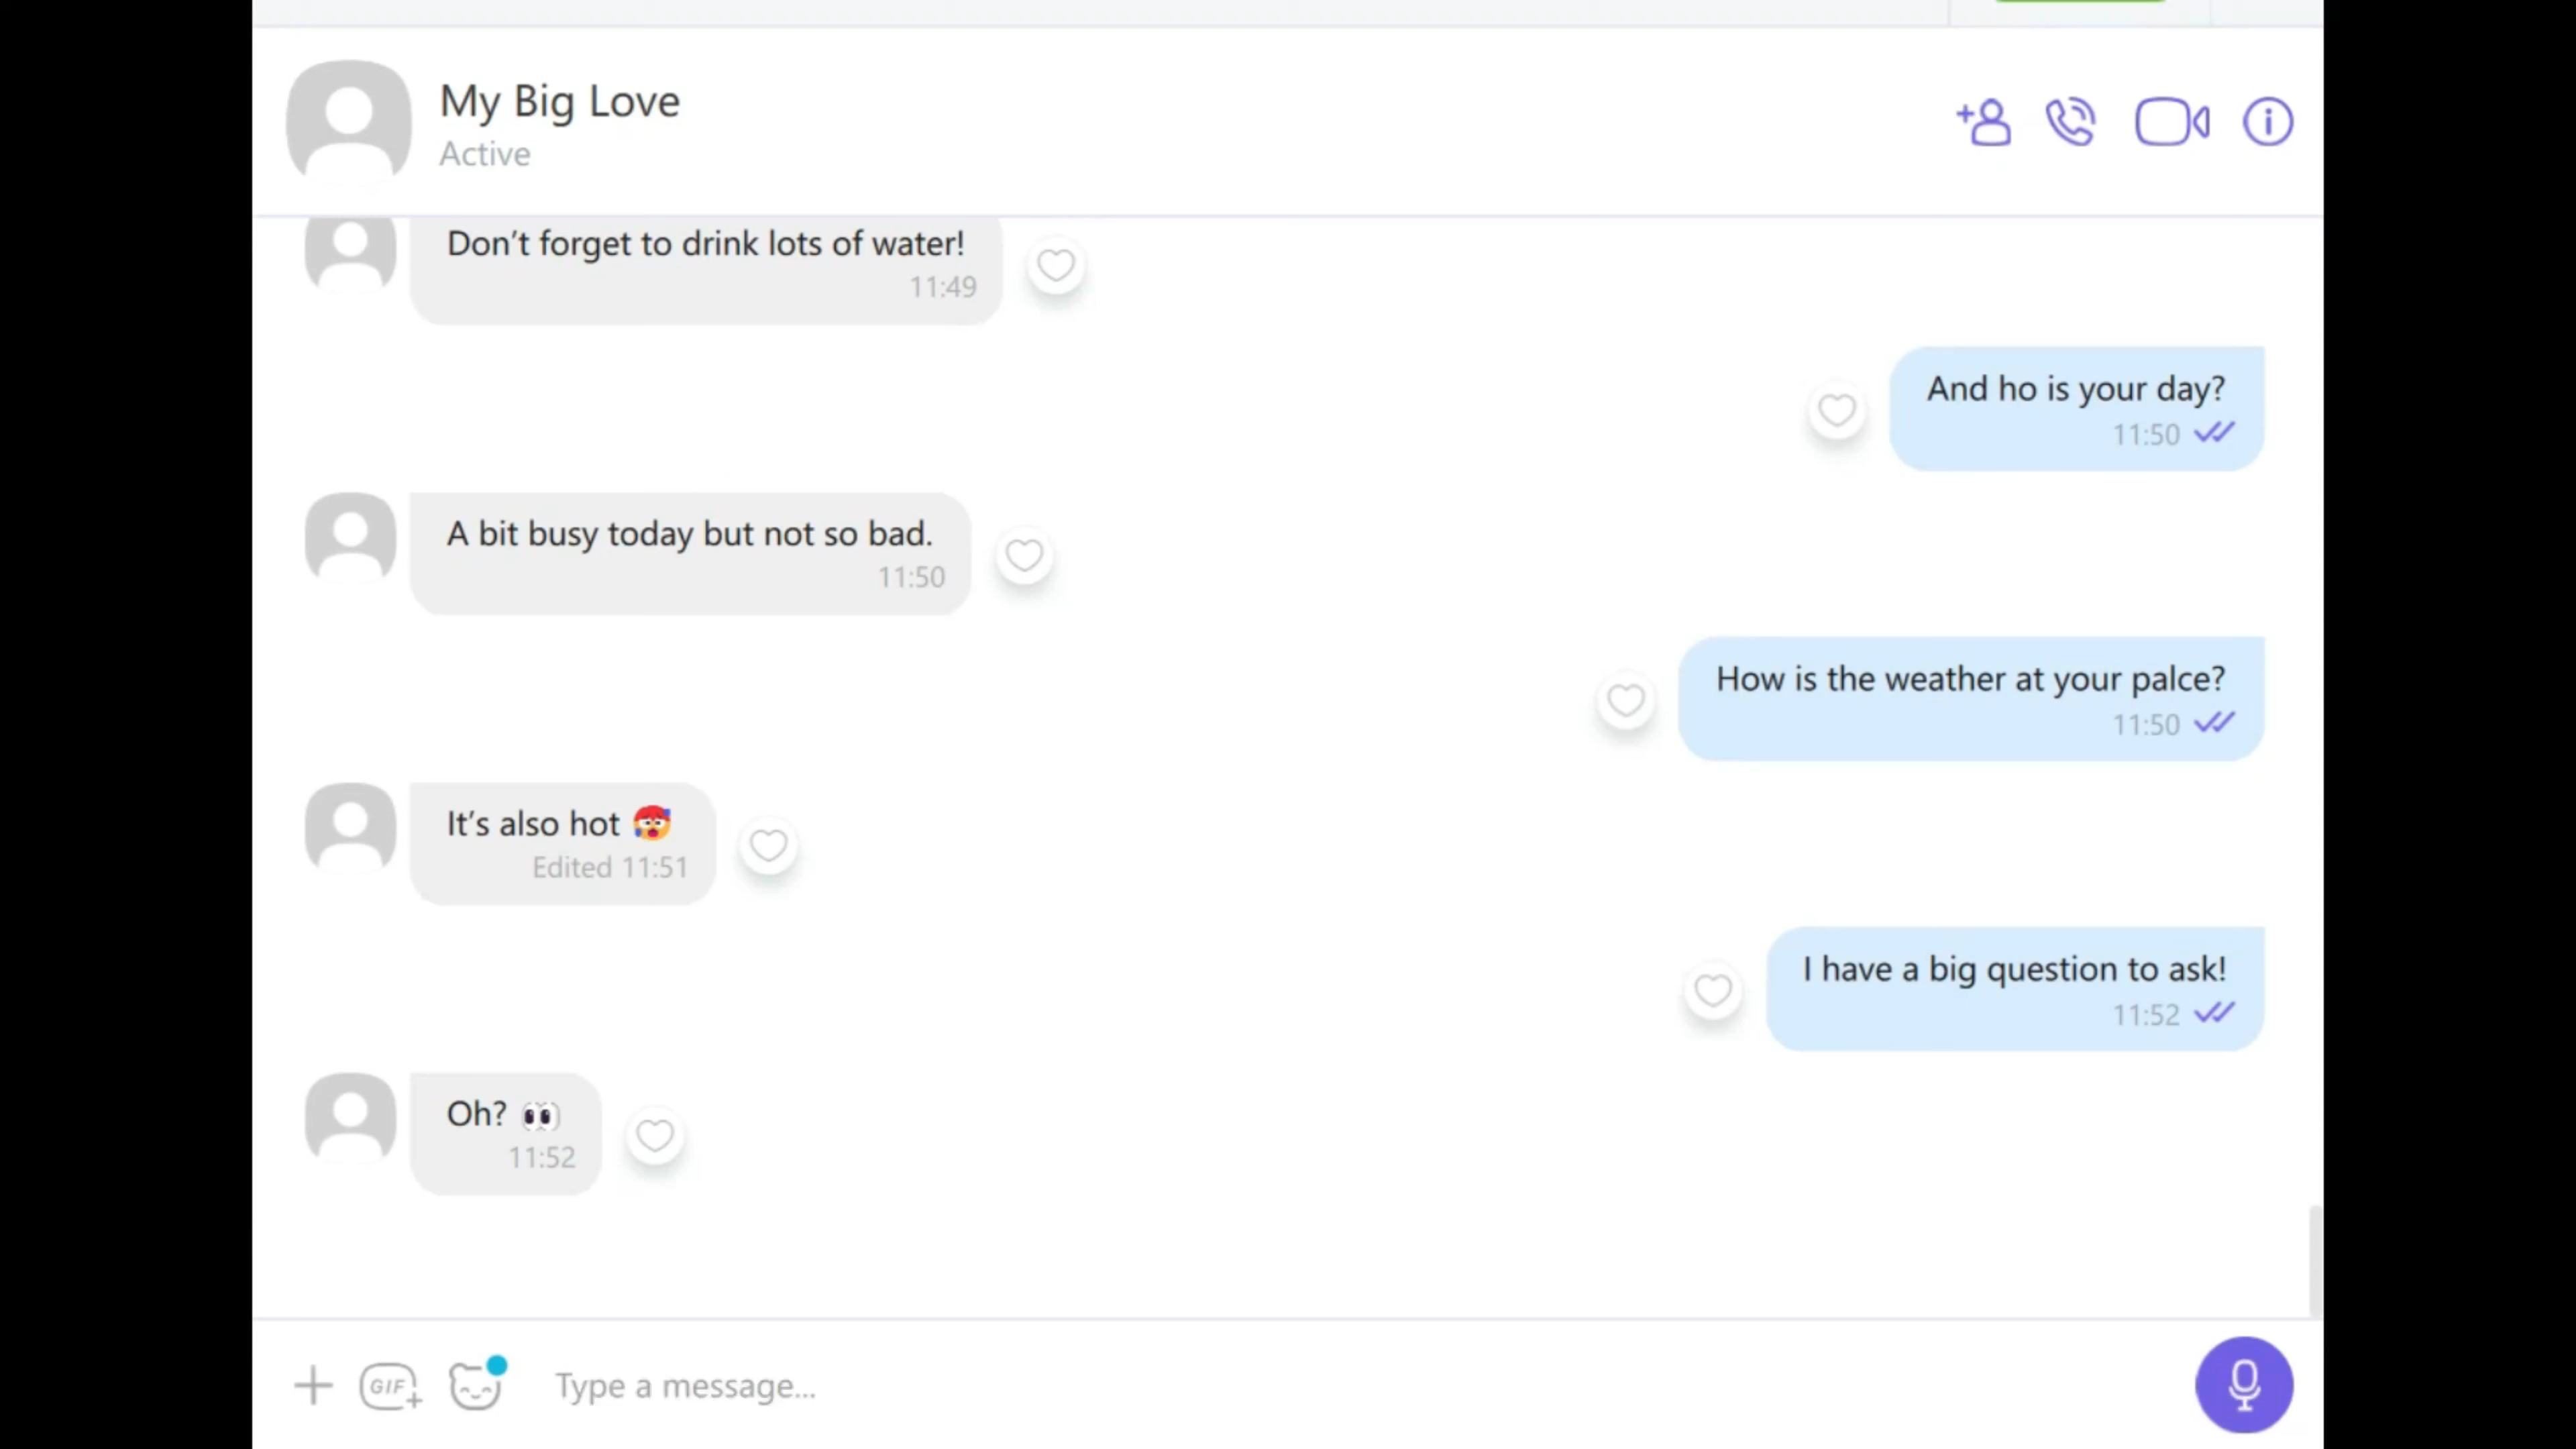 My Big Love
Active
Don't forget to drink lots of water!
11:49
And ho is your day?
11:50
A bit busy today but not so bad.
11:50
How is the weather at your palce?
11:50
It's also hot 🥵
Edited 11:51
I have a big question to ask!
11:52
Oh? 👀
11:52
GIF
Type a message...